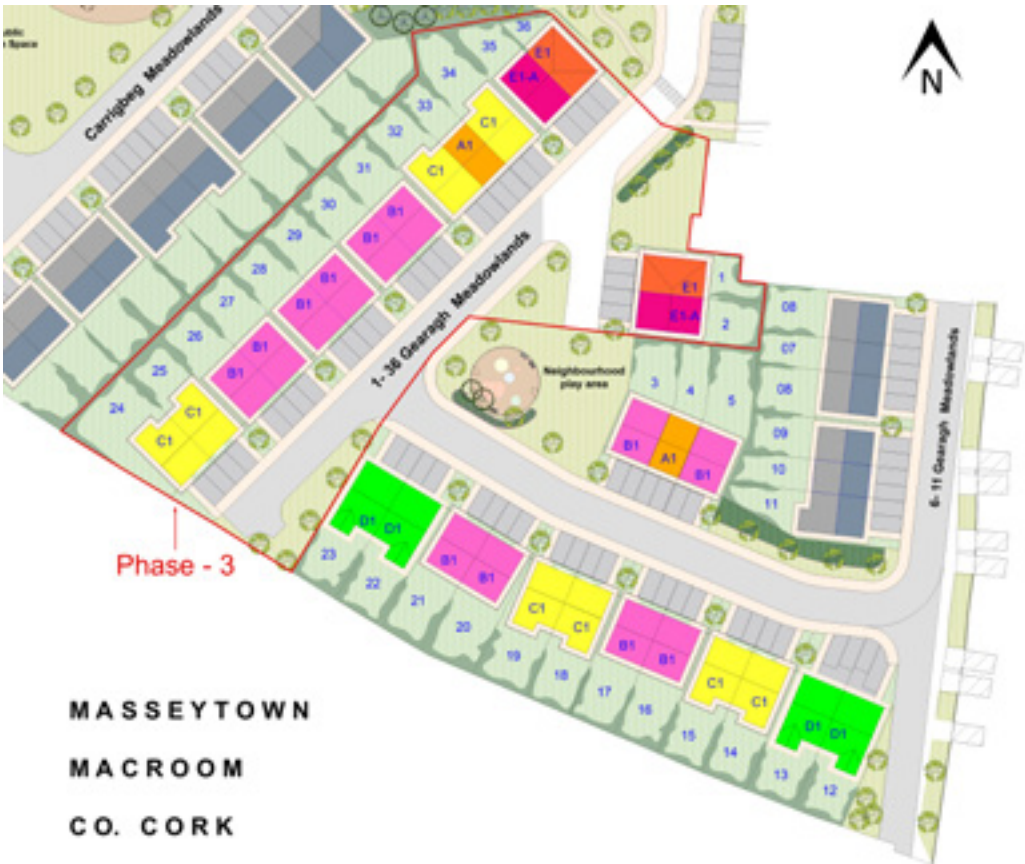 ublic
Space
Carrigbeg Meadowlands
N
36
35
34
33
32
31
30
29
28
27
26
25
24
E1
E1-A
C1
A1
C1
B1
B1
B1
B1
B1
B1
C1
C1
1- 36 Gearagh Meadowlands
Phase - 3
E1
E1-A
1
2
Neighbourhood
play area
3
4
5
B1
A1
B1
08
07
08
09
10
11
6- 11 Gearagh Meadowlands
D1
D1
B1
B1
C1
C1
B1
B1
C1
C1
D1
D1
23
22
21
20
19
18
17
16
15
14
13
12
MASSEYTOWN
MACROOM
CO. CORK